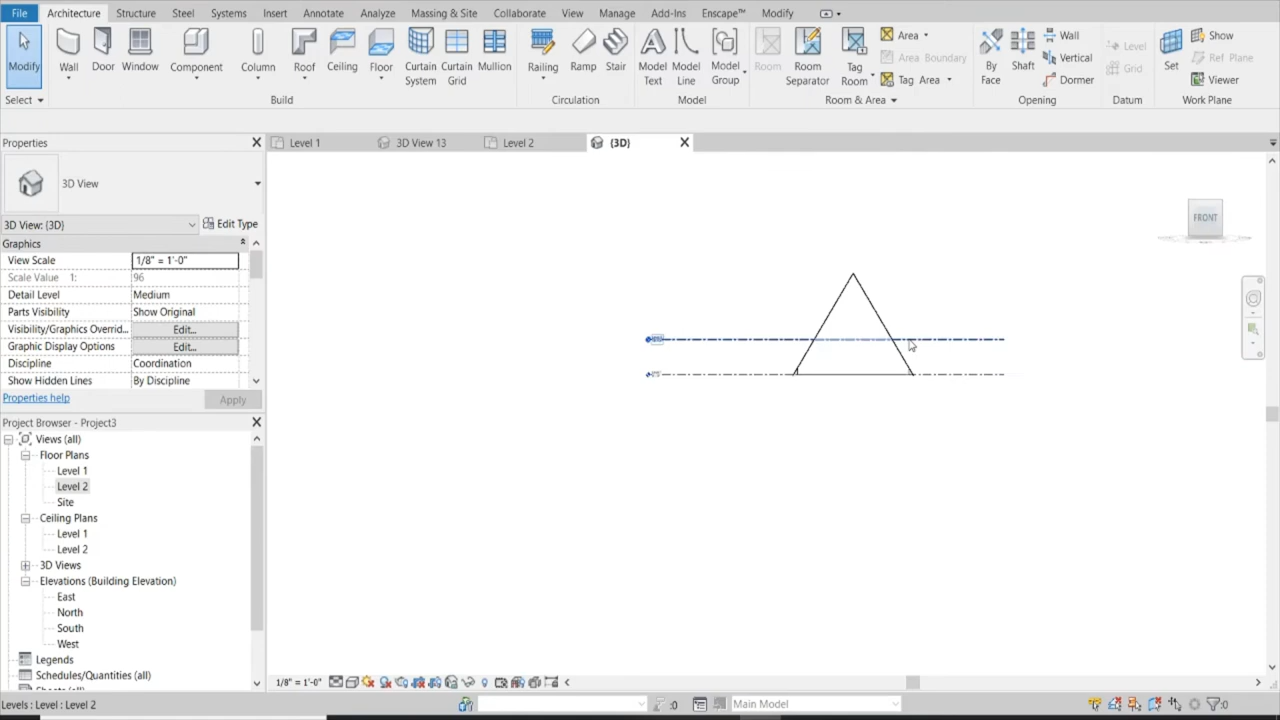 File Architecture Structure Steel Systems Insert Annotate Analyze Massing & Site Collaborate View Manage Add-Ins Enscape™ Modify
Modify Wall Door Window Component Column Roof Ceiling Floor Curtain System Curtain Grid Mullion Railing Ramp Stair Model Text Model Line Model Group Room Room Separator Tag Room Area Area Boundary Tag Area By Face Shaft Wall Vertical Dormer Level Grid Set Show Ref Plane Viewer
Select Build Circulation Model Room & Area Opening Datum Work Plane
Properties
Level 1 3D View 13 Level 2 {3D}
3D View
3D View: {3D} Edit Type
Graphics
View Scale 1/8" = 1'-0"
Scale Value 1: 96
Detail Level Medium
Parts Visibility Show Original
Visibility/Graphics Overrid... Edit...
Graphic Display Options Edit...
Discipline Coordination
Show Hidden Lines By Discipline
Properties help Apply
FRONT
Project Browser - Project3
Views (all)
Floor Plans
Level 1
Level 2
Site
Ceiling Plans
Level 1
Level 2
3D Views
Elevations (Building Elevation)
East
North
South
West
Legends
Schedules/Quantities (all)
1/8" = 1'-0"
Levels : Level : Level 2 :0 Main Model :0